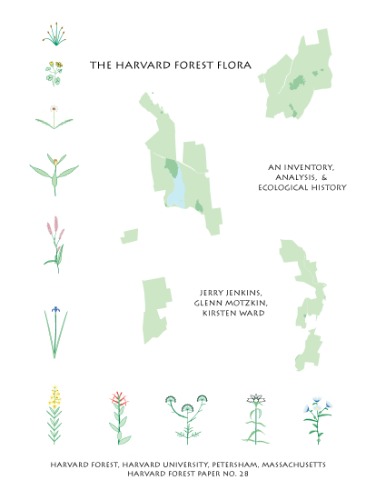 THE HARVARD FOREST FLORA
AN INVENTORY,
ANALYSIS, &
ECOLOGICAL HISTORY
JERRY JENKINS,
GLENN MOTZKIN,
KIRSTEN WARD
HARVARD FOREST, HARVARD UNIVERSITY, PETERSHAM, MASSACHUSETTS
HARVARD FOREST PAPER NO. 28